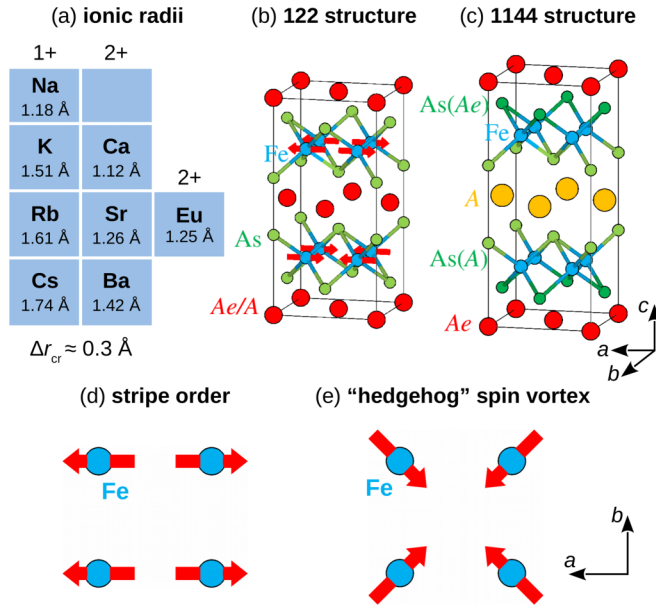 (a) ionic radii
1+ 2+
Na
1.18 Å
K Ca
1.51 Å 1.12 Å
2+
Rb Sr Eu
1.61 Å 1.26 Å 1.25 Å
Cs Ba
1.74 Å 1.42 Å
Δr_cr ≈ 0.3 Å
(b) 122 structure
Fe
As
Ae/A
(c) 1144 structure
As(Ae)
Fe
A
As(A)
Ae
c
a
b
(d) stripe order
Fe
(e) “hedgehog” spin vortex
Fe
b
a